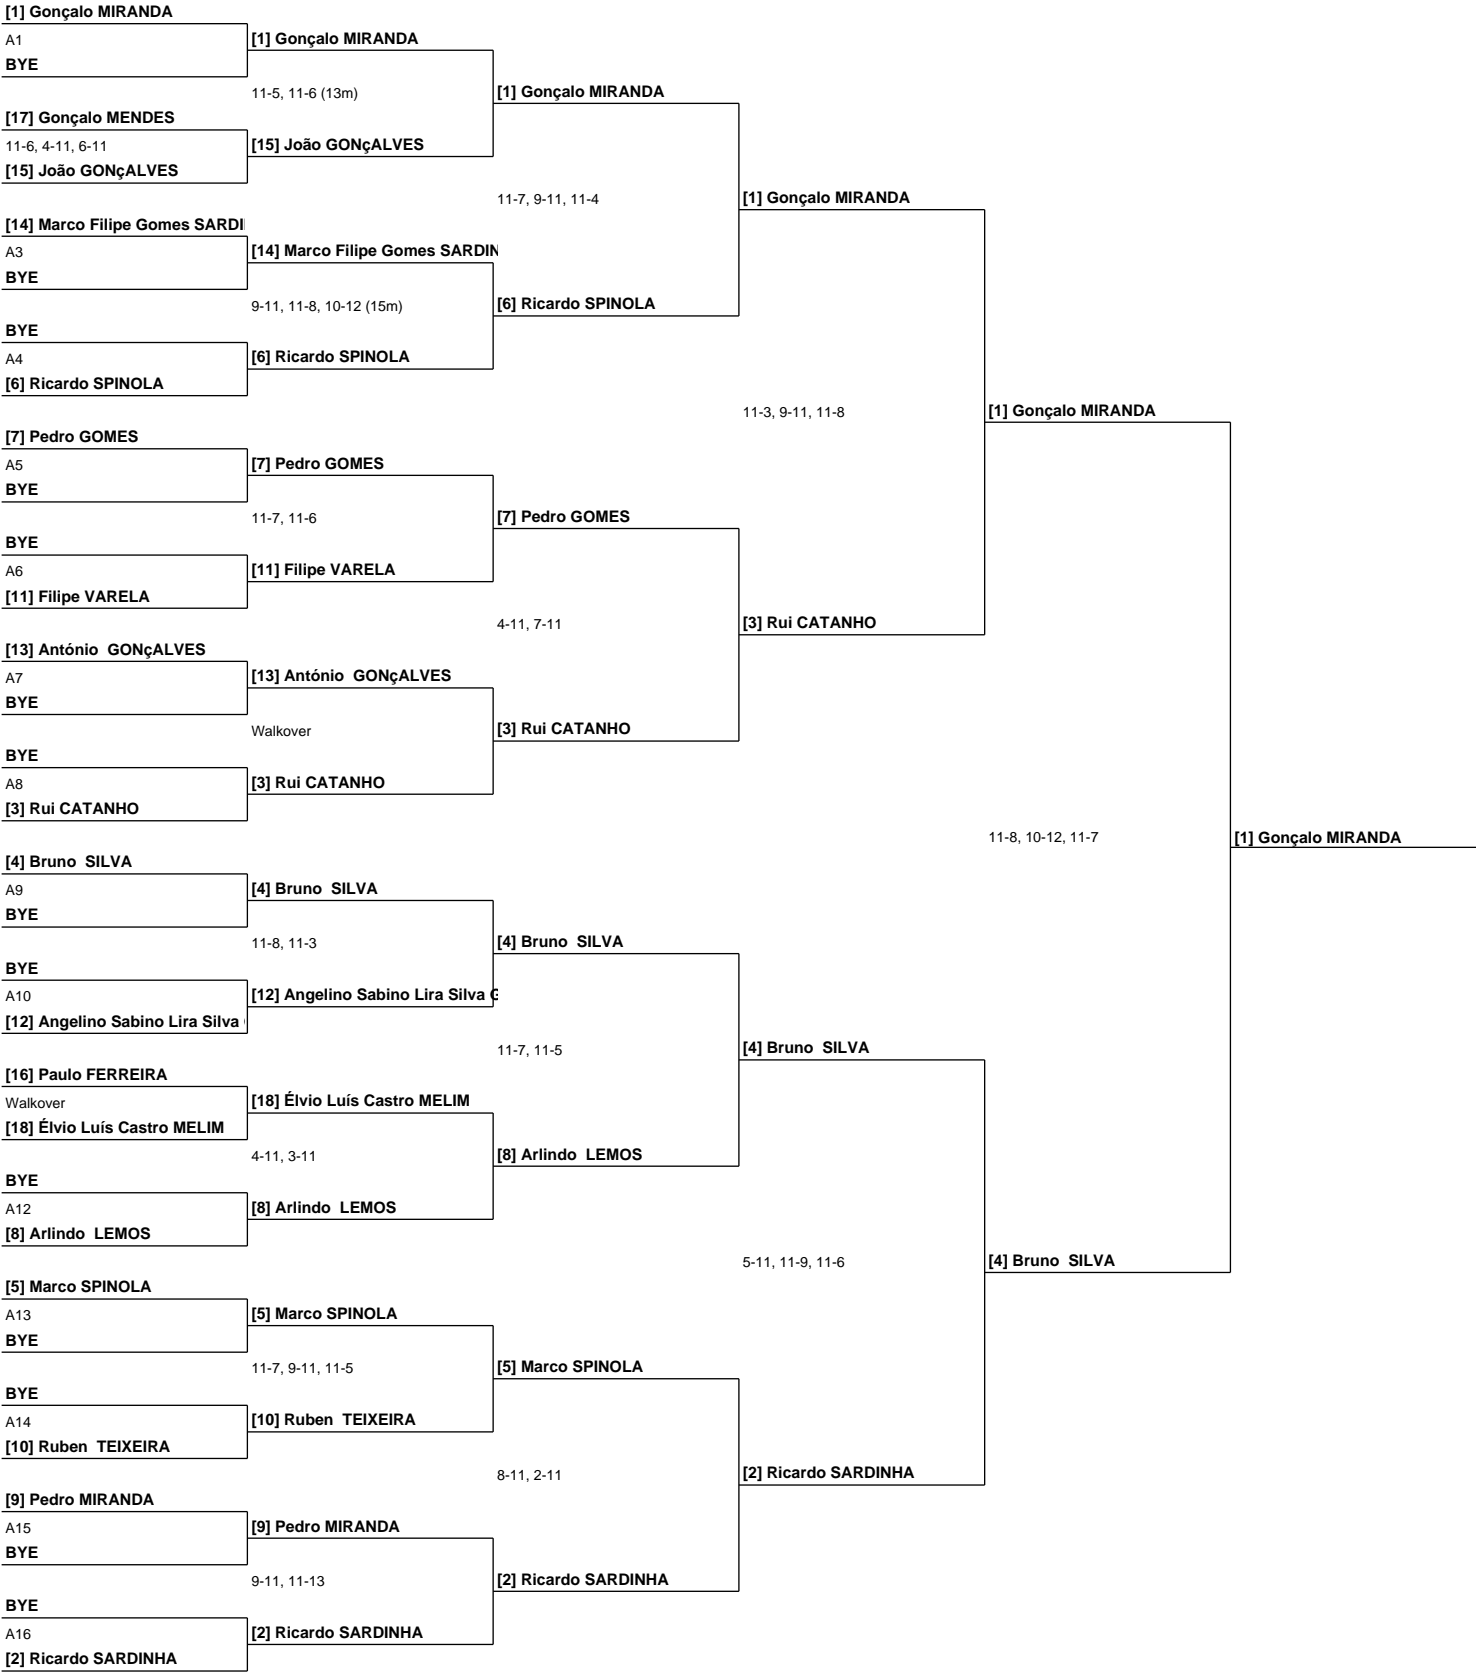 [1] Gonçalo MIRANDA
A1
BYE
[17] Gonçalo MENDES
11-6, 4-11, 6-11
[15] João GONçALVES
[14] Marco Filipe Gomes SARDI
A3
BYE
BYE
A4
[6] Ricardo SPINOLA
[7] Pedro GOMES
A5
BYE
BYE
A6
[11] Filipe VARELA
[13] António  GONçALVES
A7
BYE
BYE
A8
[3] Rui CATANHO
[4] Bruno  SILVA
A9
BYE
BYE
A10
[12] Angelino Sabino Lira Silva
[16] Paulo FERREIRA
Walkover
[18] Élvio Luís Castro MELIM
BYE
A12
[8] Arlindo  LEMOS
[5] Marco SPINOLA
A13
BYE
BYE
A14
[10] Ruben  TEIXEIRA
[9] Pedro MIRANDA
A15
BYE
BYE
A16
[2] Ricardo SARDINHA
[1] Gonçalo MIRANDA
11-5, 11-6 (13m)
[15] João GONçALVES
[14] Marco Filipe Gomes SARDIN
9-11, 11-8, 10-12 (15m)
[6] Ricardo SPINOLA
[7] Pedro GOMES
11-7, 11-6
[11] Filipe VARELA
[13] António  GONçALVES
Walkover
[3] Rui CATANHO
[4] Bruno  SILVA
11-8, 11-3
[12] Angelino Sabino Lira Silva G
[18] Élvio Luís Castro MELIM
4-11, 3-11
[8] Arlindo  LEMOS
[5] Marco SPINOLA
11-7, 9-11, 11-5
[10] Ruben  TEIXEIRA
[9] Pedro MIRANDA
9-11, 11-13
[2] Ricardo SARDINHA
[1] Gonçalo MIRANDA
11-7, 9-11, 11-4
[6] Ricardo SPINOLA
[7] Pedro GOMES
4-11, 7-11
[3] Rui CATANHO
[4] Bruno  SILVA
11-7, 11-5
[8] Arlindo  LEMOS
[5] Marco SPINOLA
8-11, 2-11
[2] Ricardo SARDINHA
[1] Gonçalo MIRANDA
11-3, 9-11, 11-8
[3] Rui CATANHO
[4] Bruno  SILVA
5-11, 11-9, 11-6
[2] Ricardo SARDINHA
[1] Gonçalo MIRANDA
11-8, 10-12, 11-7
[4] Bruno  SILVA
[1] Gonçalo MIRANDA